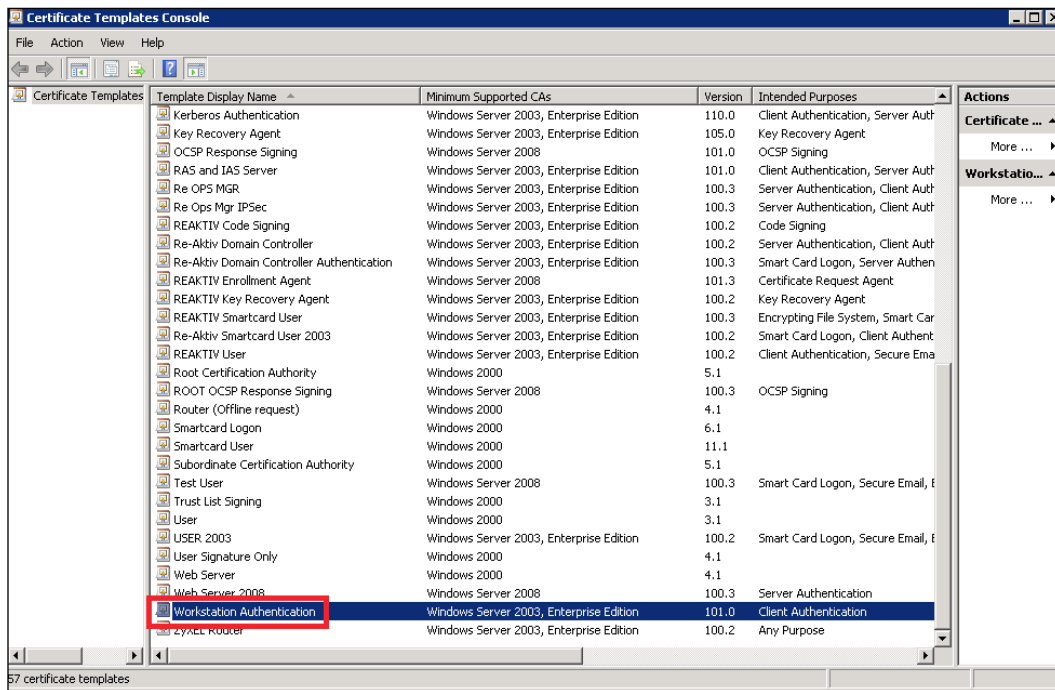 Certificate Templates Console
File Action View Help
Certificate Templates
Template Display Name Minimum Supported CAs Version Intended Purposes
Kerberos Authentication Windows Server 2003, Enterprise Edition 110.0 Client Authentication, Server Auth
Key Recovery Agent Windows Server 2003, Enterprise Edition 105.0 Key Recovery Agent
OCSP Response Signing Windows Server 2008 101.0 OCSP Signing
RAS and IAS Server Windows Server 2003, Enterprise Edition 101.0 Client Authentication, Server Auth
Re OPS MGR Windows Server 2003, Enterprise Edition 100.3 Server Authentication, Client Auth
Re Ops Mgr IPSec Windows Server 2003, Enterprise Edition 100.3 Server Authentication, Client Auth
REAKTIV Code Signing Windows Server 2003, Enterprise Edition 100.2 Code Signing
Re-Aktiv Domain Controller Windows Server 2003, Enterprise Edition 100.2 Server Authentication, Client Auth
Re-Aktiv Domain Controller Authentication Windows Server 2003, Enterprise Edition 100.3 Smart Card Logon, Server Authen
REAKTIV Enrollment Agent Windows Server 2008 101.3 Certificate Request Agent
REAKTIV Key Recovery Agent Windows Server 2003, Enterprise Edition 100.2 Key Recovery Agent
REAKTIV Smartcard User Windows Server 2003, Enterprise Edition 100.3 Encrypting File System, Smart Car
Re-Aktiv Smartcard User 2003 Windows Server 2003, Enterprise Edition 100.2 Smart Card Logon, Client Authent
REAKTIV User Windows Server 2003, Enterprise Edition 100.2 Client Authentication, Secure Ema
Root Certification Authority Windows 2000 5.1
ROOT OCSP Response Signing Windows Server 2008 100.3 OCSP Signing
Router (Offline request) Windows 2000 4.1
Smartcard Logon Windows 2000 6.1
Smartcard User Windows 2000 11.1
Subordinate Certification Authority Windows 2000 5.1
Test User Windows Server 2008 100.3 Smart Card Logon, Secure Email, E
Trust List Signing Windows 2000 3.1
User Windows 2000 3.1
USER 2003 Windows Server 2003, Enterprise Edition 100.2 Smart Card Logon, Secure Email, E
User Signature Only Windows 2000 4.1
Web Server Windows 2000 4.1
Web Server 2008 Windows Server 2008 100.3 Server Authentication
Workstation Authentication Windows Server 2003, Enterprise Edition 101.0 Client Authentication
ZyXEL Router Windows Server 2003, Enterprise Edition 100.2 Any Purpose
Actions
Certificate ...
More ...
Workstatio...
More ...
57 certificate templates